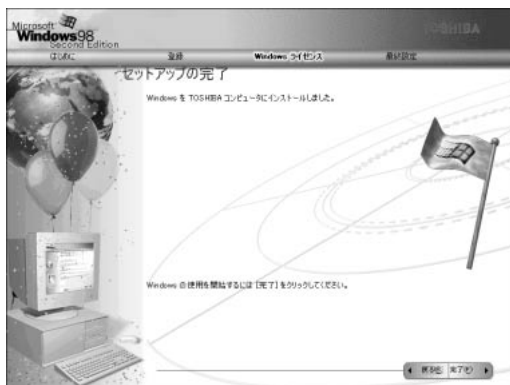 Microsoft
Windows98
Second Edition
TOSHIBA
はじめに
登録
Windows ライセンス
最終設定
セットアップの完了
Windows を TOSHIBA コンピュータにインストールしました。
Windows の使用を開始するには [完了] をクリックしてください。
戻る(B)
完了(F)